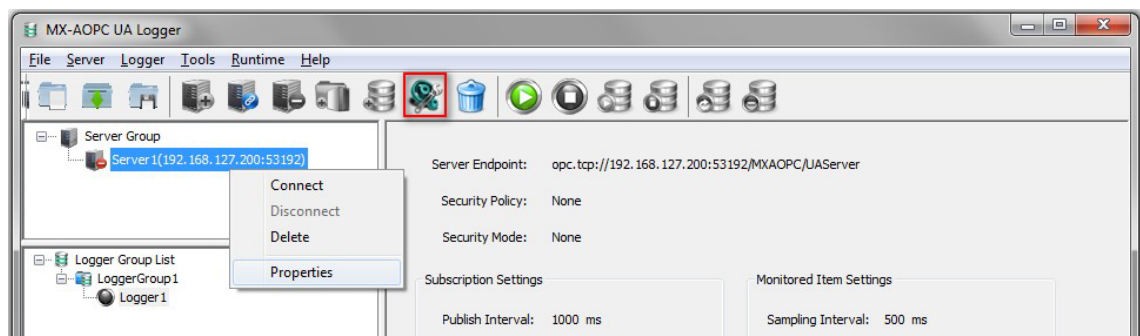 MX-AOPC UA Logger
File Server Logger Tools Runtime Help
Server Group
Server1(192.168.127.200:53192)
Connect
Disconnect
Delete
Properties
Logger Group List
LoggerGroup1
Logger1
Server Endpoint: opc.tcp://192.168.127.200:53192/MXAOPC/UAServer
Security Policy: None
Security Mode: None
Subscription Settings
Publish Interval: 1000 ms
Monitored Item Settings
Sampling Interval: 500 ms